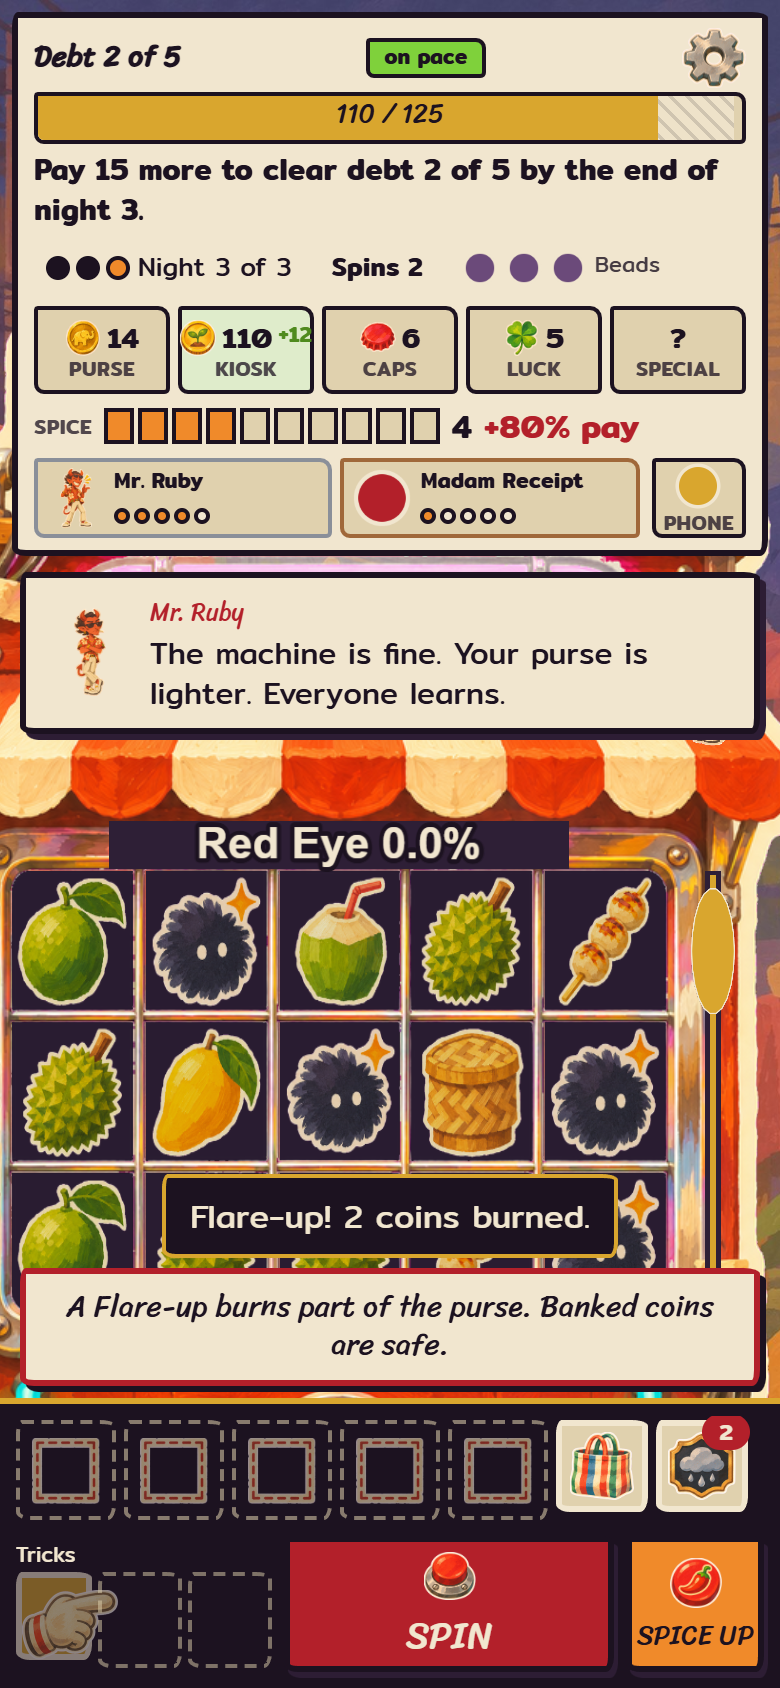 Debt 2 of 5
on pace
110 / 125
Pay 15 more to clear debt 2 of 5 by the end of
night 3.
Night 3 of 3
Spins 2
Beads
14
PURSE
110 +12
KIOSK
6
CAPS
5
LUCK
?
SPECIAL
SPICE
4 +80% pay
Mr. Ruby
Madam Receipt
PHONE
Mr. Ruby
The machine is fine. Your purse is
lighter. Everyone learns.
Red Eye 0.0%
Flare-up! 2 coins burned.
A Flare-up burns part of the purse. Banked coins
are safe.
2
Tricks
SPIN
SPICE UP